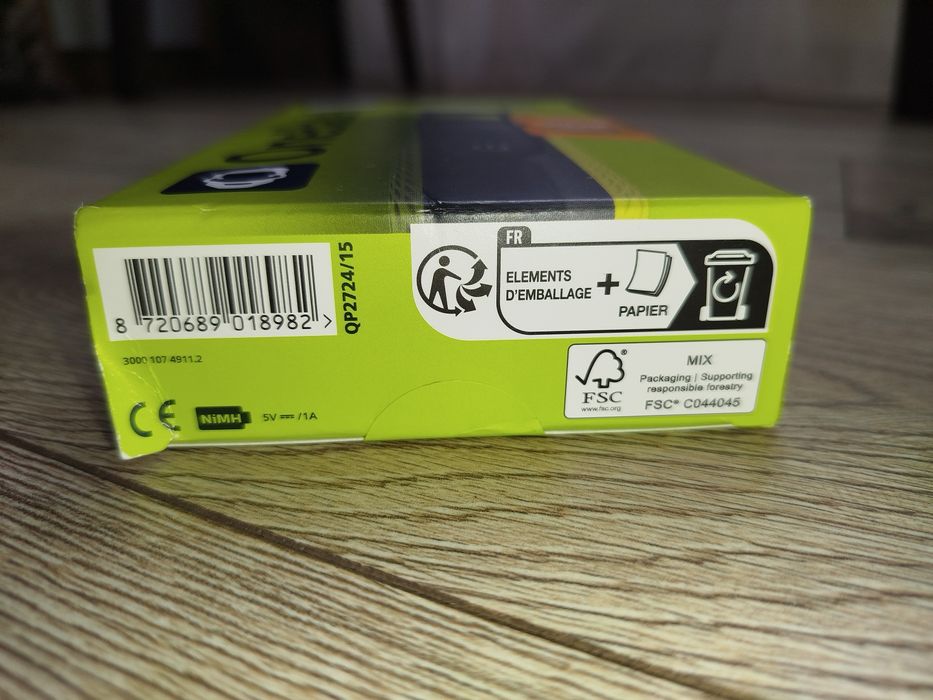 8 720689 018982 >
QP2724/15
3000 107 4911.2
CE
NiMH
5V ⎓ /1A
FR
ELEMENTS
D'EMBALLAGE
+
PAPIER
FSC®
www.fsc.org
MIX
Packaging | Supporting
responsible forestry
FSC® C044045